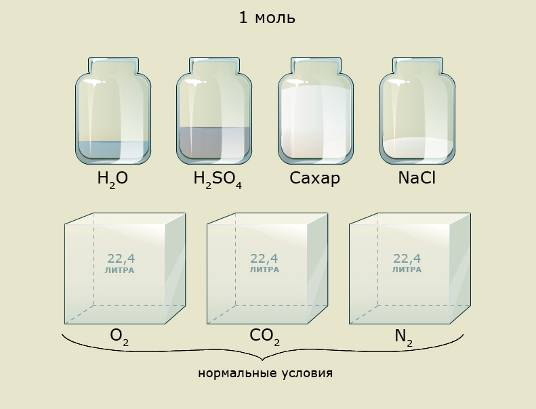 1 моль
H₂O H₂SO₄ Сахар NaCl
22,4 22,4 22,4
ЛИТРА ЛИТРА ЛИТРА
O₂ CO₂ N₂
нормальные условия